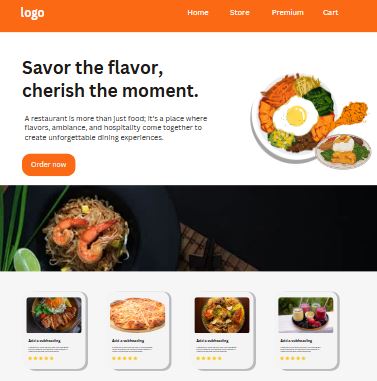 logo
Home Store Premium Cart
Savor the flavor,
cherish the moment.
A restaurant is more than just food; it's a place where
flavors, ambiance, and hospitality come together to
create unforgettable dining experiences.
Order now
Add a subheading Add a subheading Add a subheading Add a subheading